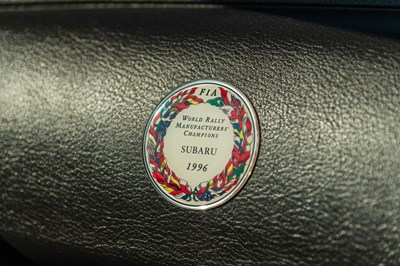 FIA
WORLD RALLY
MANUFACTURERS'
CHAMPIONS
SUBARU
1996